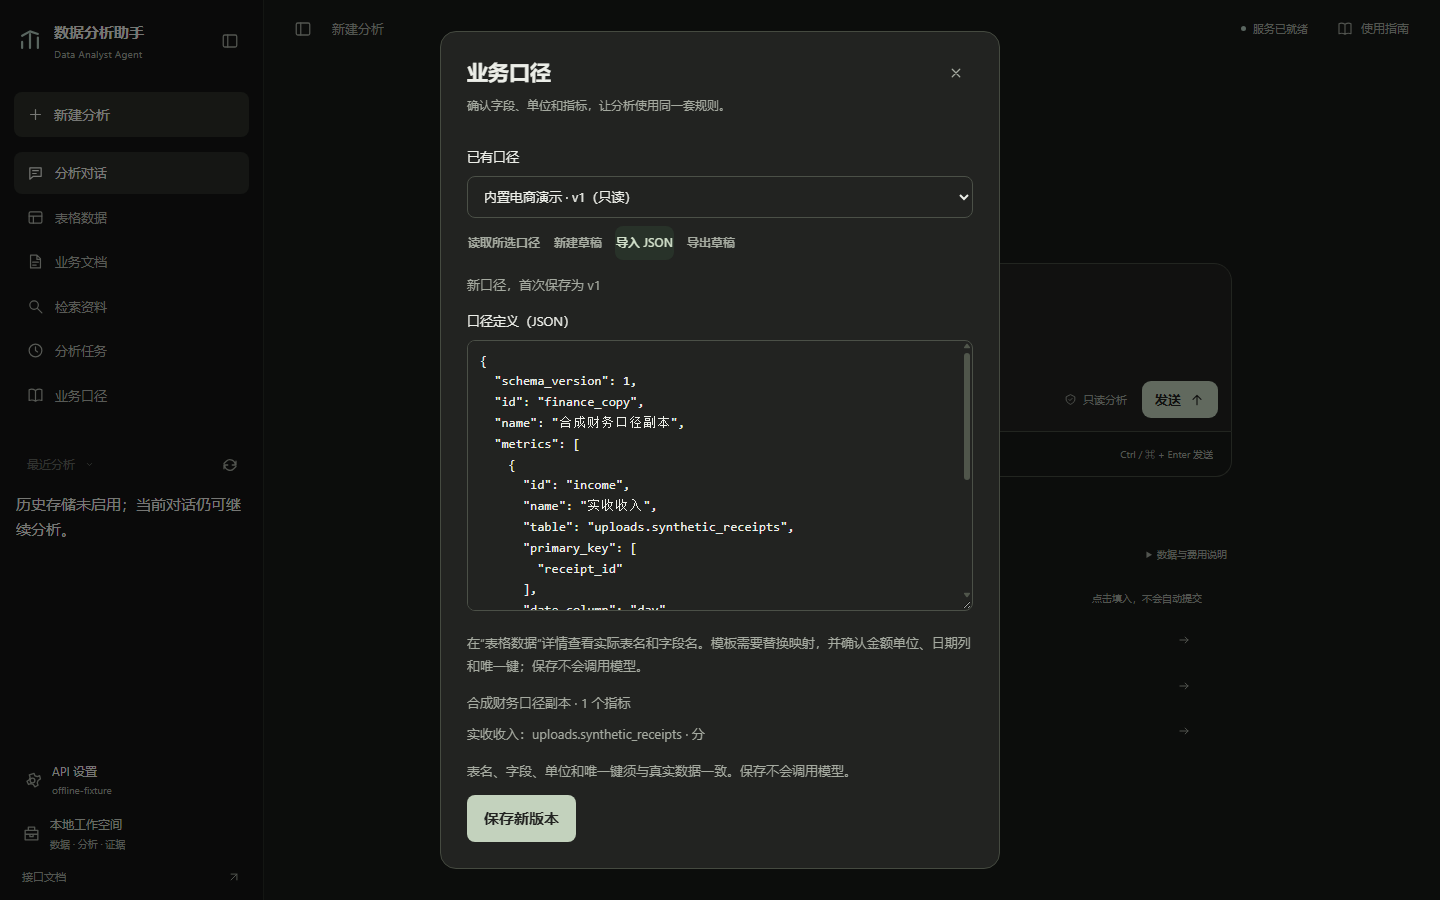 数据分析助手
Data Analyst Agent
新建分析
分析对话
表格数据
业务文档
检索资料
分析任务
业务口径
最近分析
历史存储未启用；当前对话仍可继
续分析。
API 设置
offline-fixture
本地工作空间
数据 · 分析 · 证据
接口文档
新建分析
服务已就绪
使用指南
业务口径
确认字段、单位和指标，让分析使用同一套规则。
已有口径
内置电商演示 · v1（只读）
读取所选口径 新建草稿 导入 JSON 导出草稿
新口径，首次保存为 v1
口径定义（JSON）
{
"schema_version": 1,
"id": "finance_copy",
"name": "合成财务口径副本",
"metrics": [
{
"id": "income",
"name": "实收收入",
"table": "uploads.synthetic_receipts",
"primary_key": [
"receipt_id"
],
"date_column": "day"
在"表格数据"详情查看实际表名和字段名。模板需要替换映射，并确认金额单位、日期列
和唯一键；保存不会调用模型。
合成财务口径副本 · 1 个指标
实收收入：uploads.synthetic_receipts · 分
表名、字段、单位和唯一键须与真实数据一致。保存不会调用模型。
保存新版本
只读分析
发送
Ctrl / ⌘ + Enter 发送
数据与费用说明
点击填入，不会自动提交